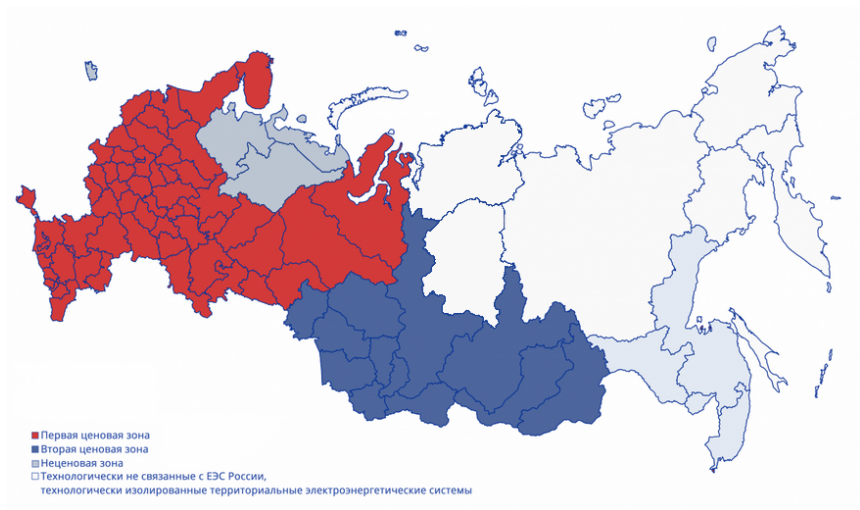 Первая ценовая зона
Вторая ценовая зона
Неценовая зона
Технологически не связанные с ЕЭС России,
технологически изолированные территориальные электроэнергетические системы